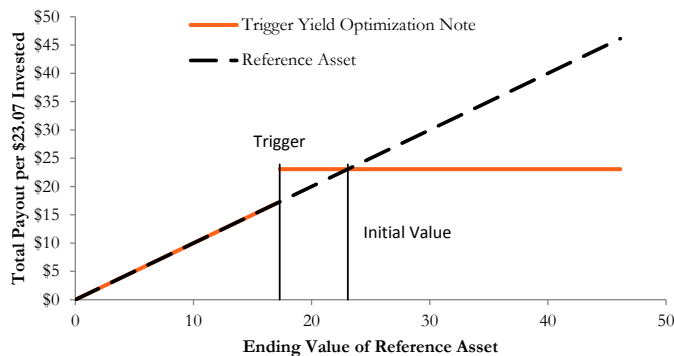 Total Payout per $23.07 Invested
$50
$45
$40
$35
$30
$25
$20
$15
$10
$5
$0
Trigger Yield Optimization Note
Reference Asset
Trigger
Initial Value
0
10
20
30
40
50
Ending Value of Reference Asset